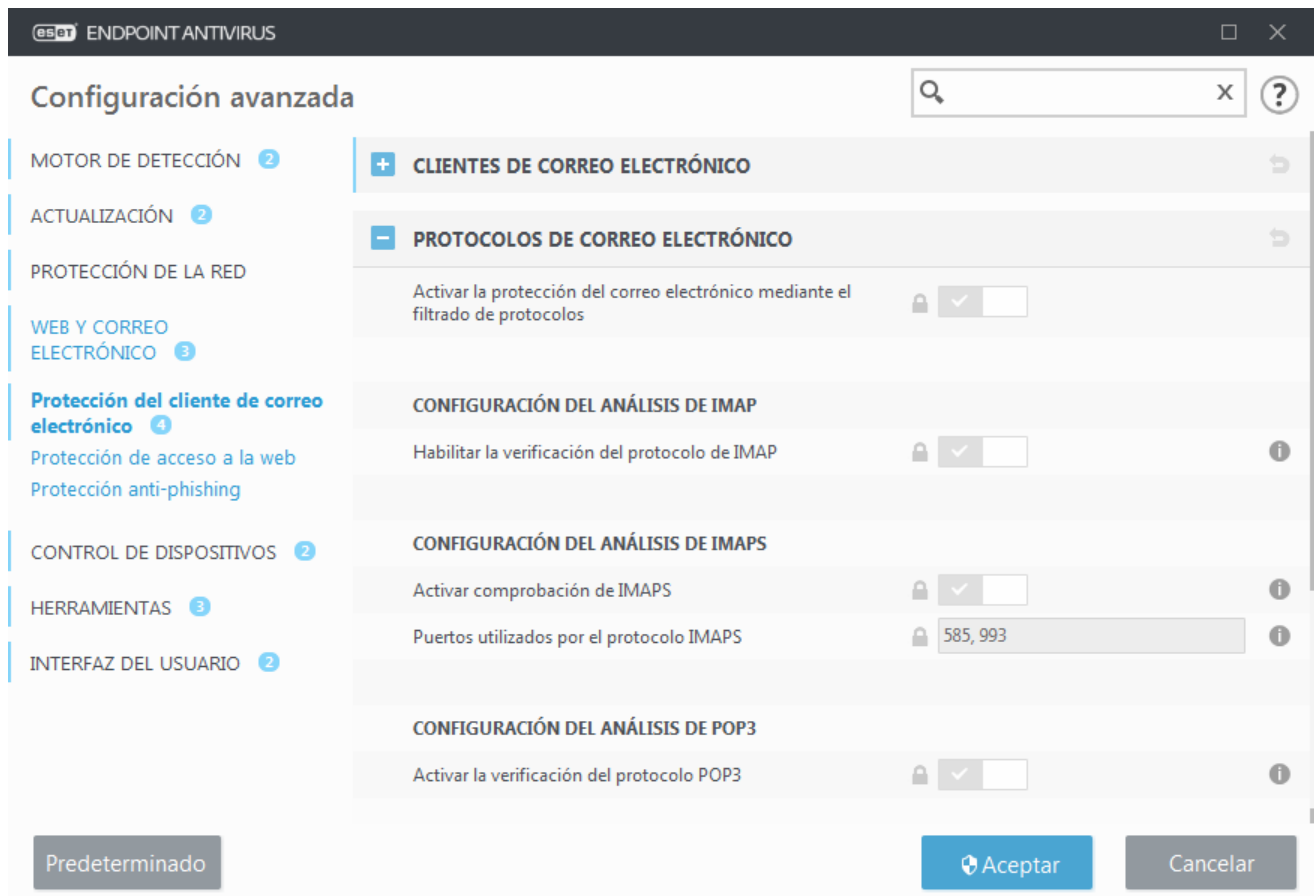 eset ENDPOINT ANTIVIRUS
Configuración avanzada
x
?
MOTOR DE DETECCIÓN 2
ACTUALIZACIÓN 2
PROTECCIÓN DE LA RED
WEB Y CORREO
ELECTRÓNICO 3
Protección del cliente de correo
electrónico 4
Protección de acceso a la web
Protección anti-phishing
CONTROL DE DISPOSITIVOS 2
HERRAMIENTAS 3
INTERFAZ DEL USUARIO 2
CLIENTES DE CORREO ELECTRÓNICO
PROTOCOLOS DE CORREO ELECTRÓNICO
Activar la protección del correo electrónico mediante el
filtrado de protocolos
CONFIGURACIÓN DEL ANÁLISIS DE IMAP
Habilitar la verificación del protocolo de IMAP
CONFIGURACIÓN DEL ANÁLISIS DE IMAPS
Activar comprobación de IMAPS
Puertos utilizados por el protocolo IMAPS 585, 993
CONFIGURACIÓN DEL ANÁLISIS DE POP3
Activar la verificación del protocolo POP3
Predeterminado
Aceptar
Cancelar